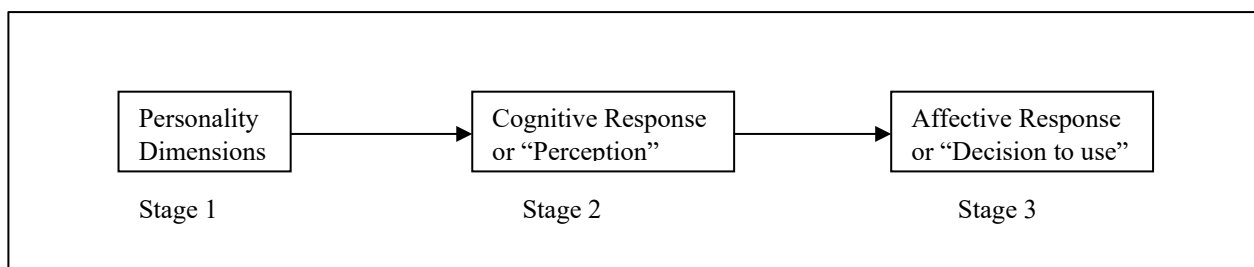 Personality
Dimensions
Cognitive Response
or “Perception”
Affective Response
or “Decision to use”
Stage 1
Stage 2
Stage 3